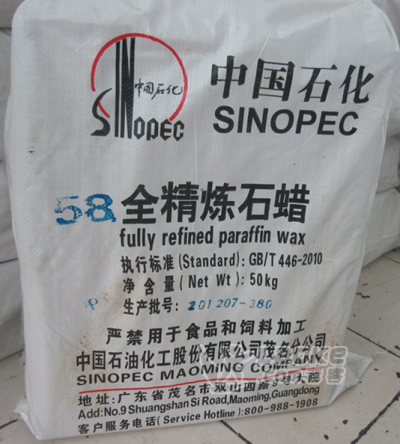 中国石化
SINOPEC
中国石化
SINOPEC
58 全精炼石蜡
fully refined paraffin wax
执行标准(Standard): GB/T 446-2010
净含量(Net Wt): 50kg
生产批号: 201207-380
严禁用于食品和饲料加工
中国石油化工股份有限公司茂名分公司
SINOPEC MAOMING COMPANY
地址:广东省茂名市双山四路9号大院
Add:No.9 Shuangshan Si Road,Maoming,Guangdong
客户服务电话(Service Hotline):800-988-1908